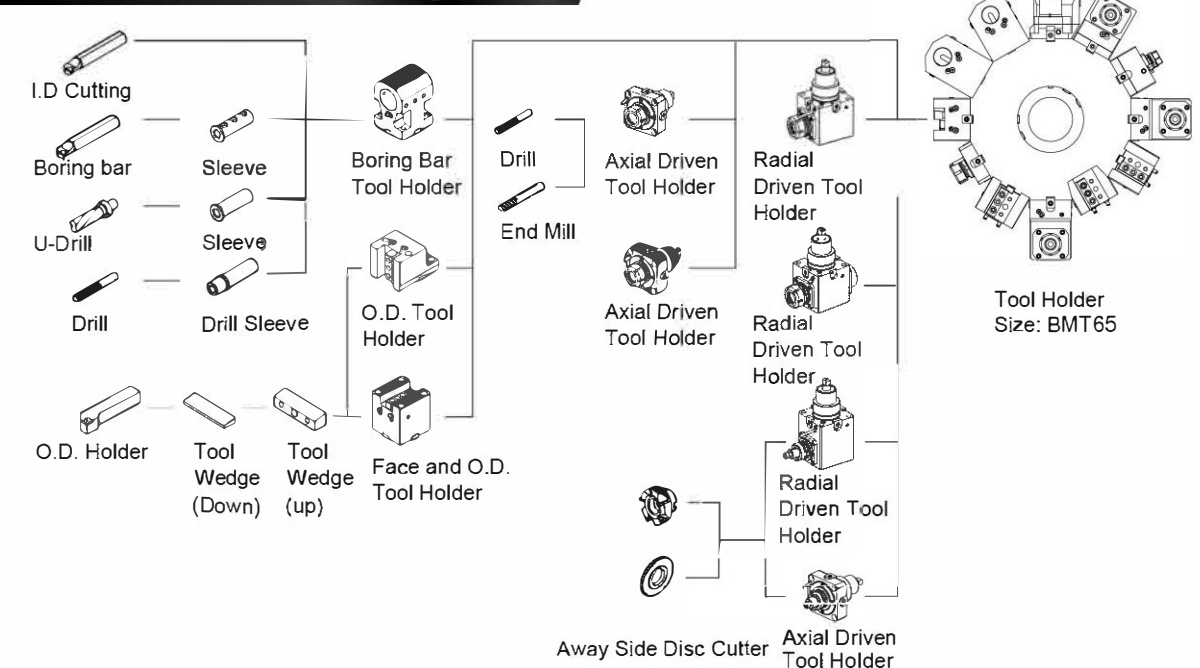 I.D Cutting
Boring bar
Sleeve
U-Drill
Sleeve
Drill
Drill Sleeve
O.D. Holder
Tool
Wedge
(Down)
Tool
Wedge
(up)
Boring Bar
Tool Holder
O.D. Tool
Holder
Face and O.D.
Tool Holder
Drill
End Mill
Axial Driven
Tool Holder
Axial Driven
Tool Holder
Radial
Driven Tool
Holder
Radial
Driven Tool
Holder
Radial
Driven Tool
Holder
Away Side Disc Cutter
Axial Driven
Tool Holder
Tool Holder
Size: BMT65